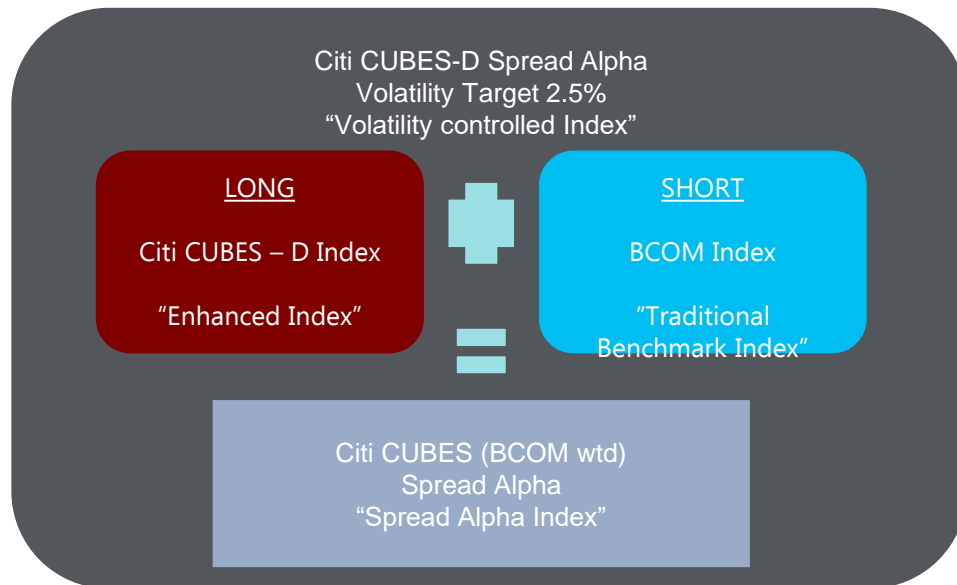 Citi CUBES-D Spread Alpha
Volatility Target 2.5%
“Volatility controlled Index”
LONG
Citi CUBES – D Index
“Enhanced Index”
SHORT
BCOM Index
“Traditional
Benchmark Index”
Citi CUBES (BCOM wtd)
Spread Alpha
“Spread Alpha Index”